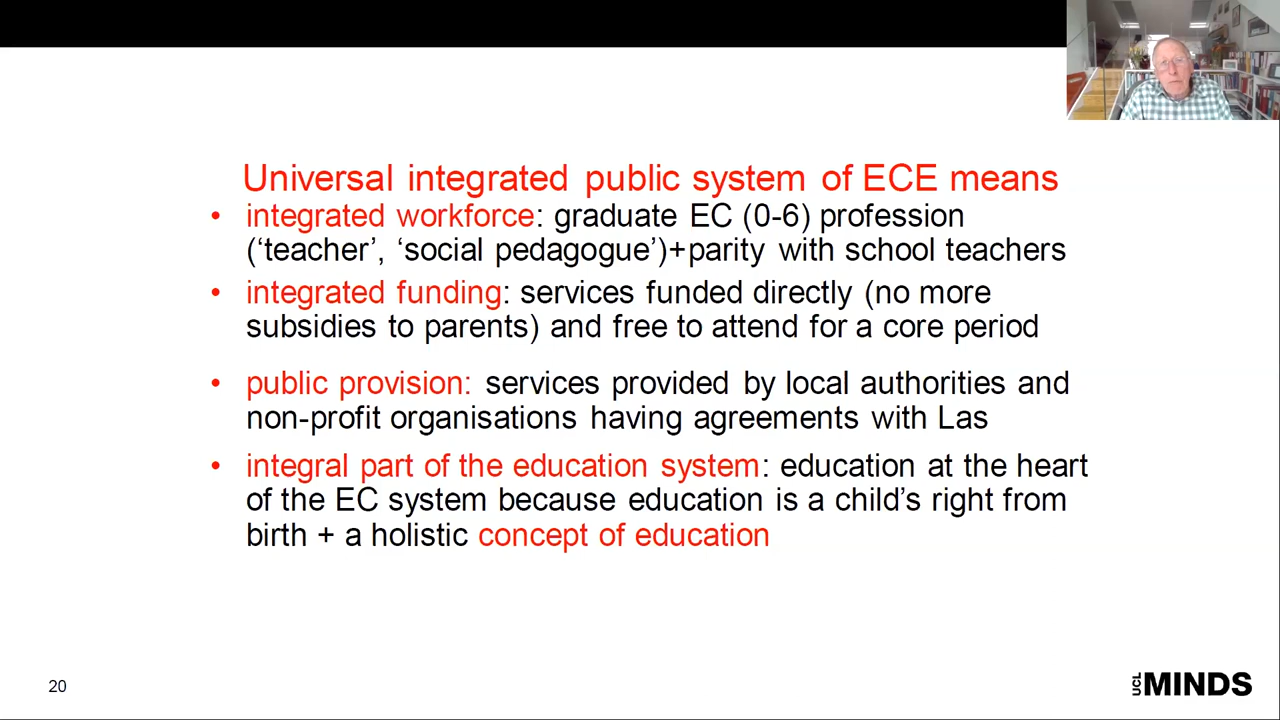 Universal integrated public system of ECE means
• integrated workforce: graduate EC (0-6) profession
(‘teacher’, ‘social pedagogue’)+parity with school teachers
• integrated funding: services funded directly (no more
subsidies to parents) and free to attend for a core period
• public provision: services provided by local authorities and
non-profit organisations having agreements with Las
• integral part of the education system: education at the heart
of the EC system because education is a child’s right from
birth + a holistic concept of education
20
UCL MINDS